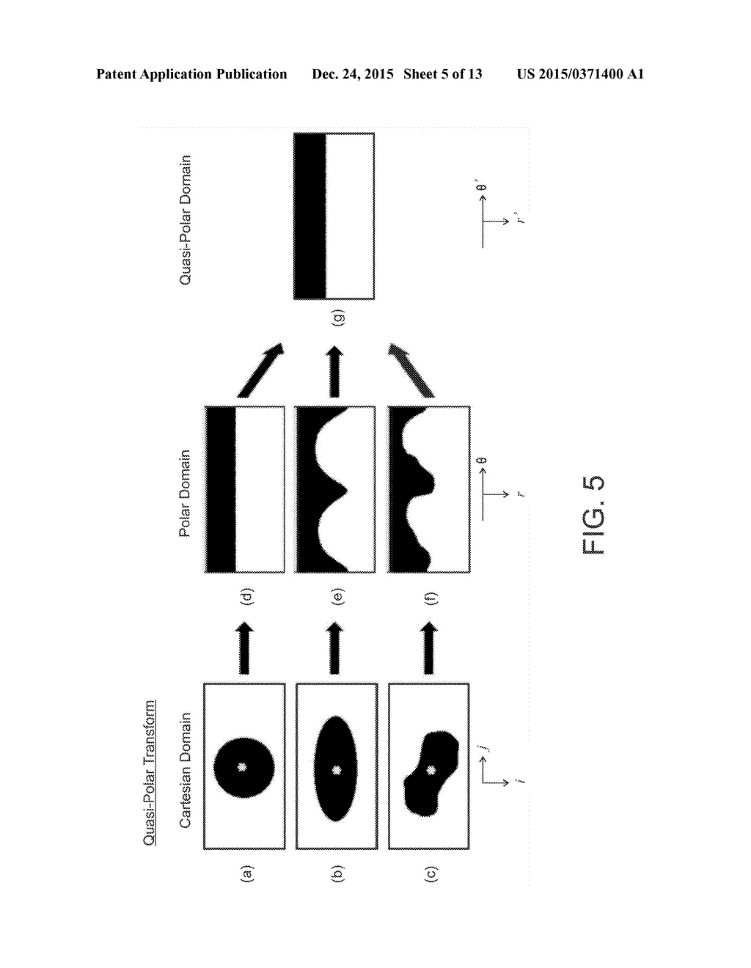 Patent Application Publication Dec. 24, 2015 Sheet 5 of 13 US 2015/0371400 A1
Quasi-Polar Transform
Cartesian Domain
Polar Domain
Quasi-Polar Domain
(a)
(d)
(b)
(e)
(g)
(c)
(f)
j
i
θ
r
θ'
r'
FIG. 5